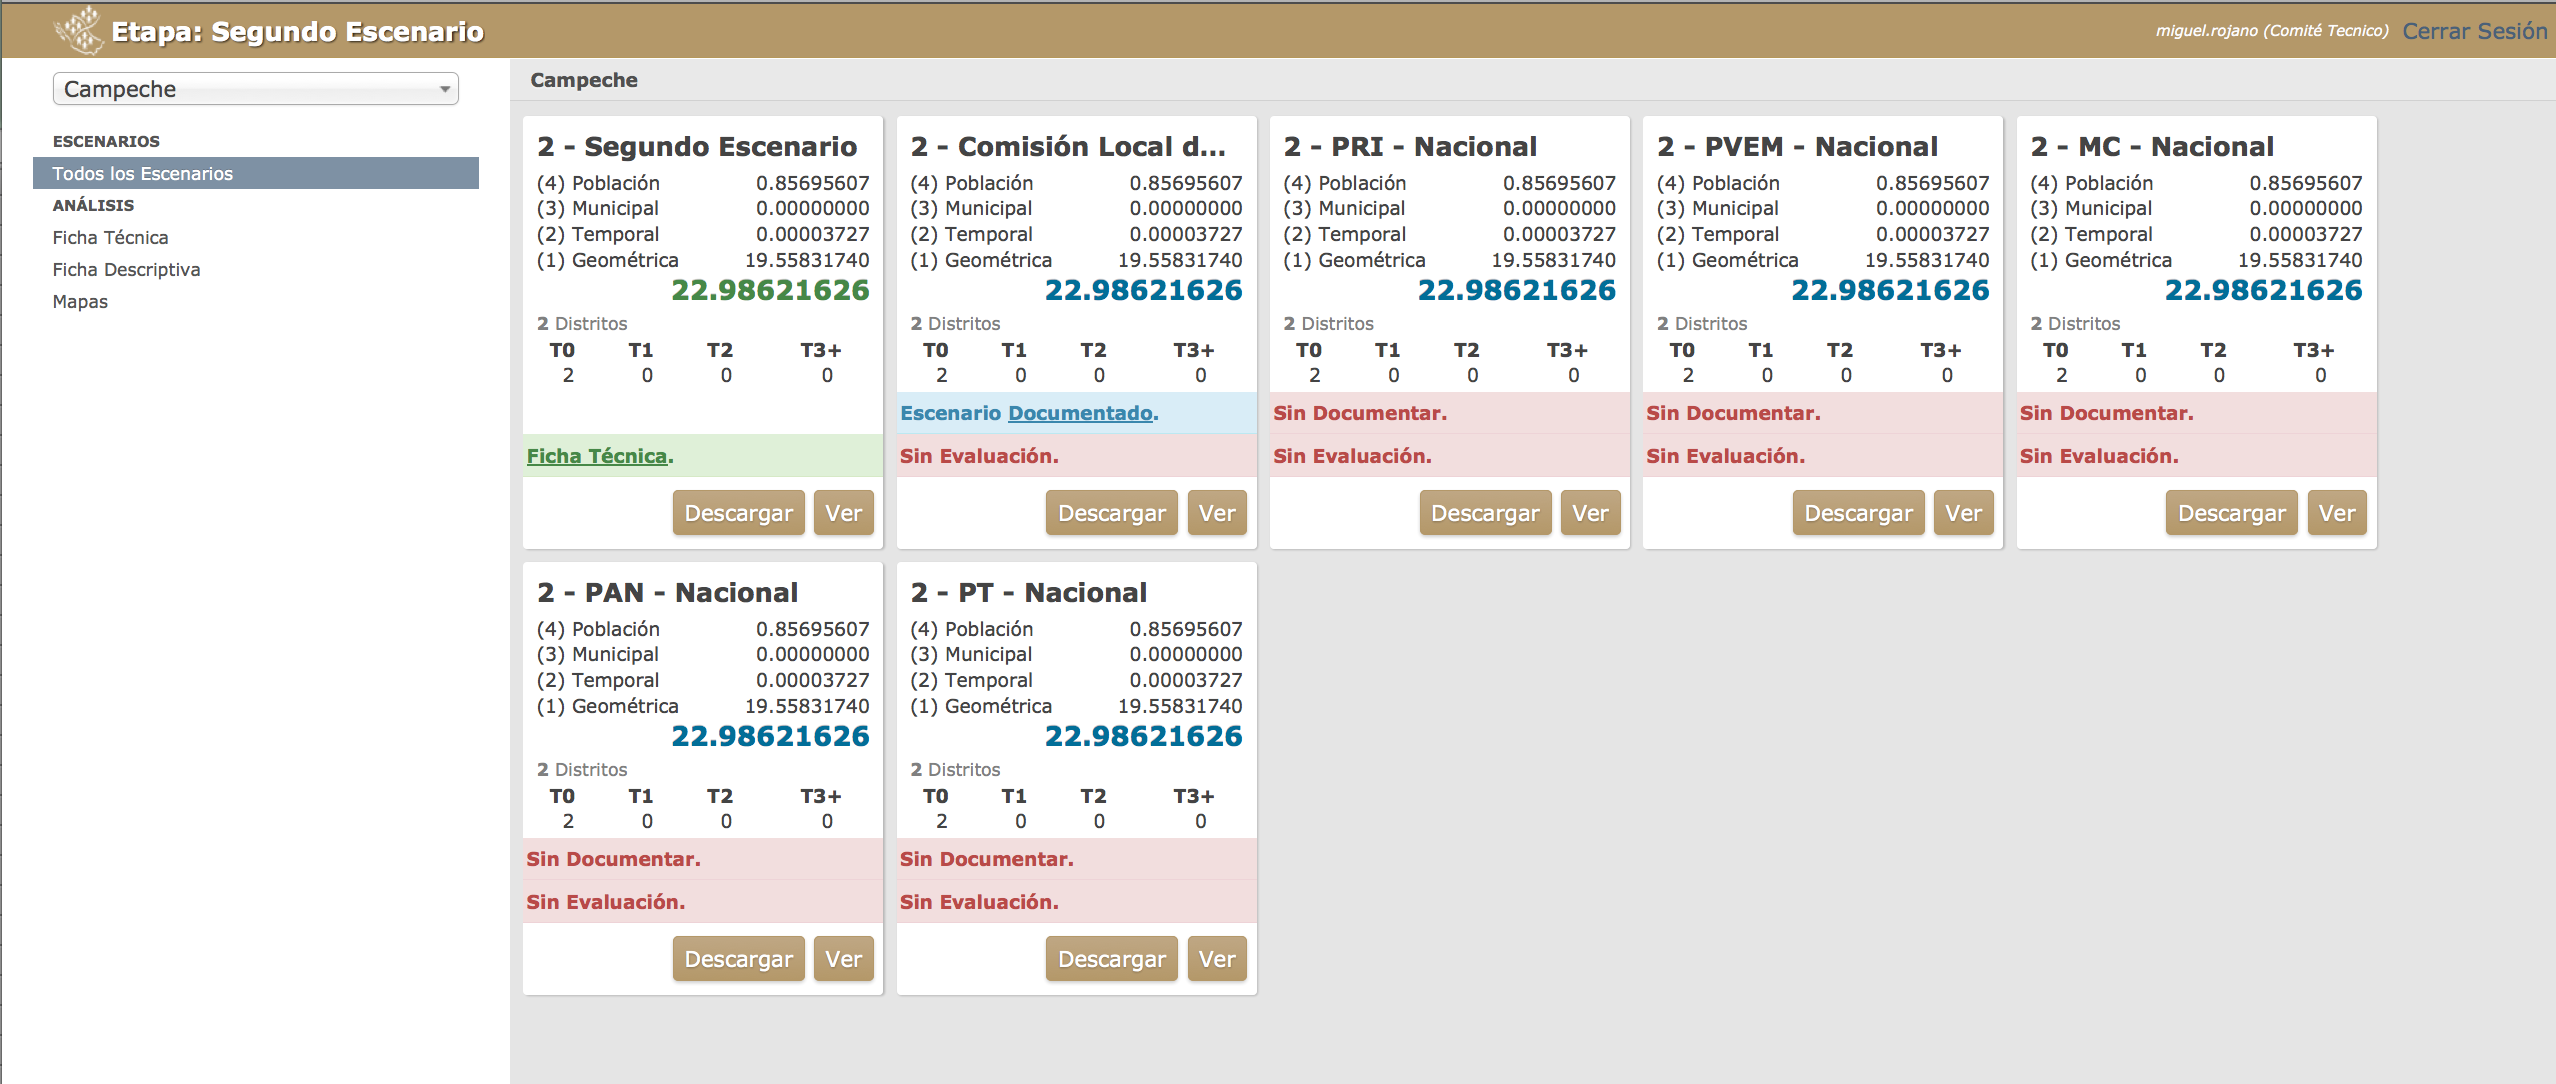 Etapa: Segundo Escenario
miguel.rojano (Comité Tecnico) Cerrar Sesión
Campeche
ESCENARIOS
Todos los Escenarios
ANÁLISIS
Ficha Técnica
Ficha Descriptiva
Mapas
Campeche
2 - Segundo Escenario
(4) Población 0.85695607
(3) Municipal 0.00000000
(2) Temporal 0.00003727
(1) Geométrica 19.55831740
22.98621626
2 Distritos
T0 T1 T2 T3+
2 0 0 0
Ficha Técnica.
Descargar Ver
2 - Comisión Local d...
(4) Población 0.85695607
(3) Municipal 0.00000000
(2) Temporal 0.00003727
(1) Geométrica 19.55831740
22.98621626
2 Distritos
T0 T1 T2 T3+
2 0 0 0
Escenario Documentado.
Sin Evaluación.
Descargar Ver
2 - PRI - Nacional
(4) Población 0.85695607
(3) Municipal 0.00000000
(2) Temporal 0.00003727
(1) Geométrica 19.55831740
22.98621626
2 Distritos
T0 T1 T2 T3+
2 0 0 0
Sin Documentar.
Sin Evaluación.
Descargar Ver
2 - PVEM - Nacional
(4) Población 0.85695607
(3) Municipal 0.00000000
(2) Temporal 0.00003727
(1) Geométrica 19.55831740
22.98621626
2 Distritos
T0 T1 T2 T3+
2 0 0 0
Sin Documentar.
Sin Evaluación.
Descargar Ver
2 - MC - Nacional
(4) Población 0.85695607
(3) Municipal 0.00000000
(2) Temporal 0.00003727
(1) Geométrica 19.55831740
22.98621626
2 Distritos
T0 T1 T2 T3+
2 0 0 0
Sin Documentar.
Sin Evaluación.
Descargar Ver
2 - PAN - Nacional
(4) Población 0.85695607
(3) Municipal 0.00000000
(2) Temporal 0.00003727
(1) Geométrica 19.55831740
22.98621626
2 Distritos
T0 T1 T2 T3+
2 0 0 0
Sin Documentar.
Sin Evaluación.
Descargar Ver
2 - PT - Nacional
(4) Población 0.85695607
(3) Municipal 0.00000000
(2) Temporal 0.00003727
(1) Geométrica 19.55831740
22.98621626
2 Distritos
T0 T1 T2 T3+
2 0 0 0
Sin Documentar.
Sin Evaluación.
Descargar Ver